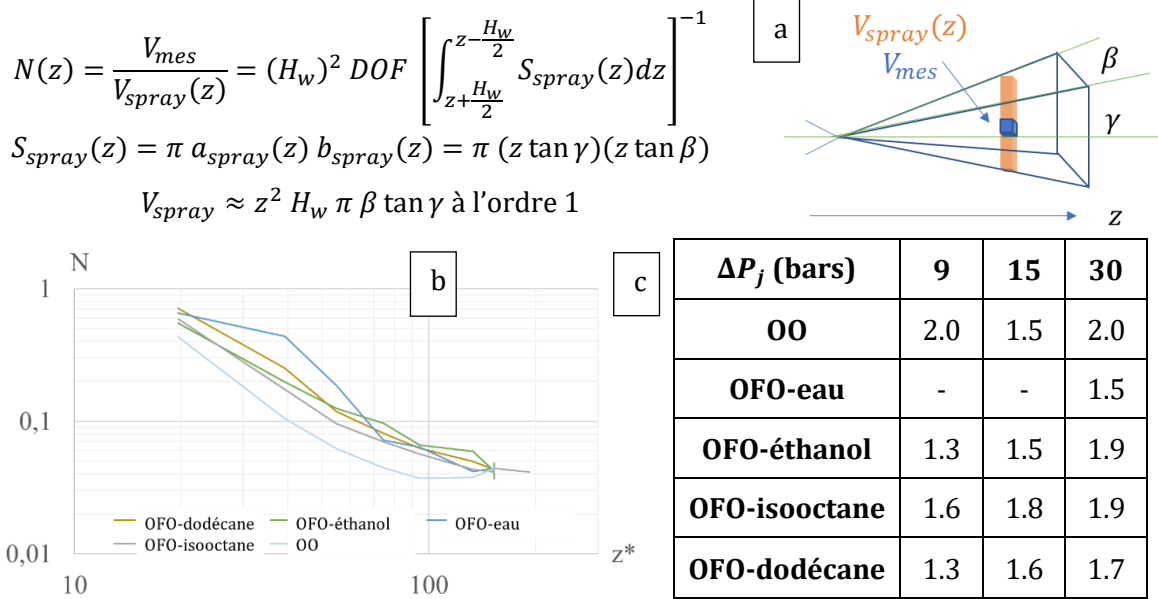 N(z) = V_mes / V_spray(z) = (H_w)² DOF [∫_{z+H_w/2}^{z−H_w/2} S_spray(z)dz]⁻¹
S_spray(z) = π a_spray(z) b_spray(z) = π (z tan γ)(z tan β)
V_spray ≈ z² H_w π β tan γ à l'ordre 1
a
V_spray(z)
V_mes
β
γ
z
b
N
1
0,1
0,01
10
100
z*
OFO-dodécane OFO-éthanol OFO-eau
OFO-isooctane OO
c
ΔP_j (bars) 9 15 30
OO 2.0 1.5 2.0
OFO-eau - - 1.5
OFO-éthanol 1.3 1.5 1.9
OFO-isooctane 1.6 1.8 1.9
OFO-dodécane 1.3 1.6 1.7